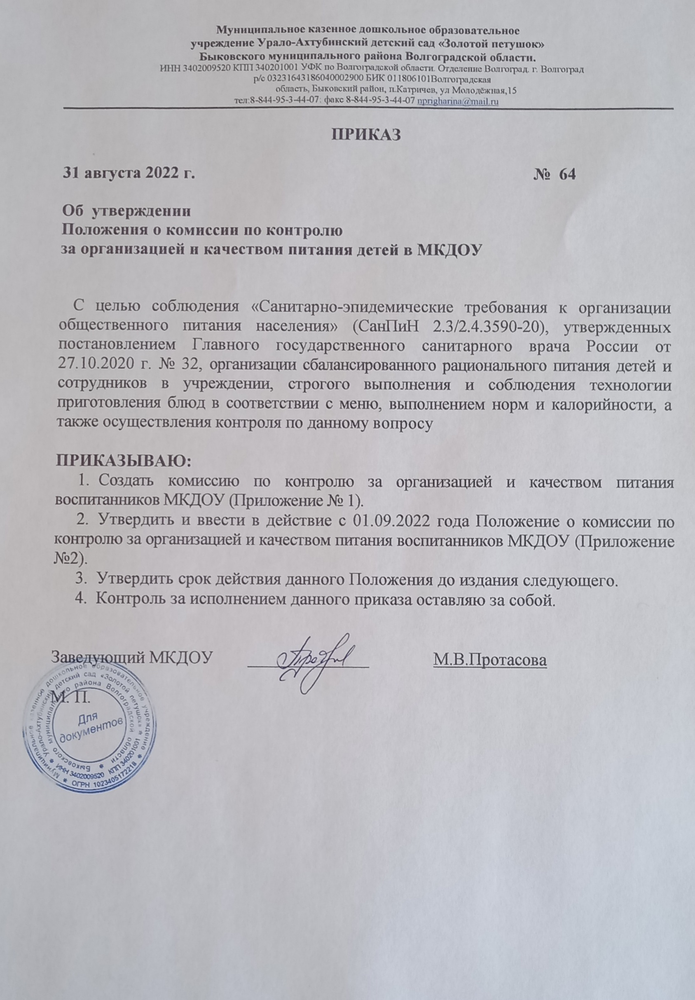 Муниципальное казенное дошкольное образовательное
учреждение Урало-Ахтубинский детский сад «Золотой петушок»
Быковского муниципального района Волгоградской области.
ИНН 3402009520 КПП 340201001 УФК по Волгоградской области. Отделение Волгоград. г. Волгоград
р/с 03231643186040002900 БИК 011806101Волгоградская
область, Быковский район, п.Катричев, ул Молодёжная,15
тел:8-844-95-3-44-07: факс 8-844-95-3-44-07 nprigharina@mail.ru
ПРИКАЗ
31 августа 2022 г. № 64
Об утверждении
Положения о комиссии по контролю
за организацией и качеством питания детей в МКДОУ
С целью соблюдения «Санитарно-эпидемические требования к организации
общественного питания населения» (СанПиН 2.3/2.4.3590-20), утвержденных
постановлением Главного государственного санитарного врача России от
27.10.2020 г. № 32, организации сбалансированного рационального питания детей и
сотрудников в учреждении, строгого выполнения и соблюдения технологии
приготовления блюд в соответствии с меню, выполнением норм и калорийности, а
также осуществления контроля по данному вопросу
ПРИКАЗЫВАЮ:
1. Создать комиссию по контролю за организацией и качеством питания
воспитанников МКДОУ (Приложение № 1).
2. Утвердить и ввести в действие с 01.09.2022 года Положение о комиссии по
контролю за организацией и качеством питания воспитанников МКДОУ (Приложение
№2).
3. Утвердить срок действия данного Положения до издания следующего.
4. Контроль за исполнением данного приказа оставляю за собой.
Заведующий МКДОУ М.В.Протасова
М. П.
Муниципальное казенное дошкольное образовательное учреждение
* ОГРН 1023405172218 *
Урало-Ахтубинский детский сад «Золотой петушок»
* ИНН 3402009520 КПП 340201001 *
Быковского муниципального района Волгоградской области *
Для
документов